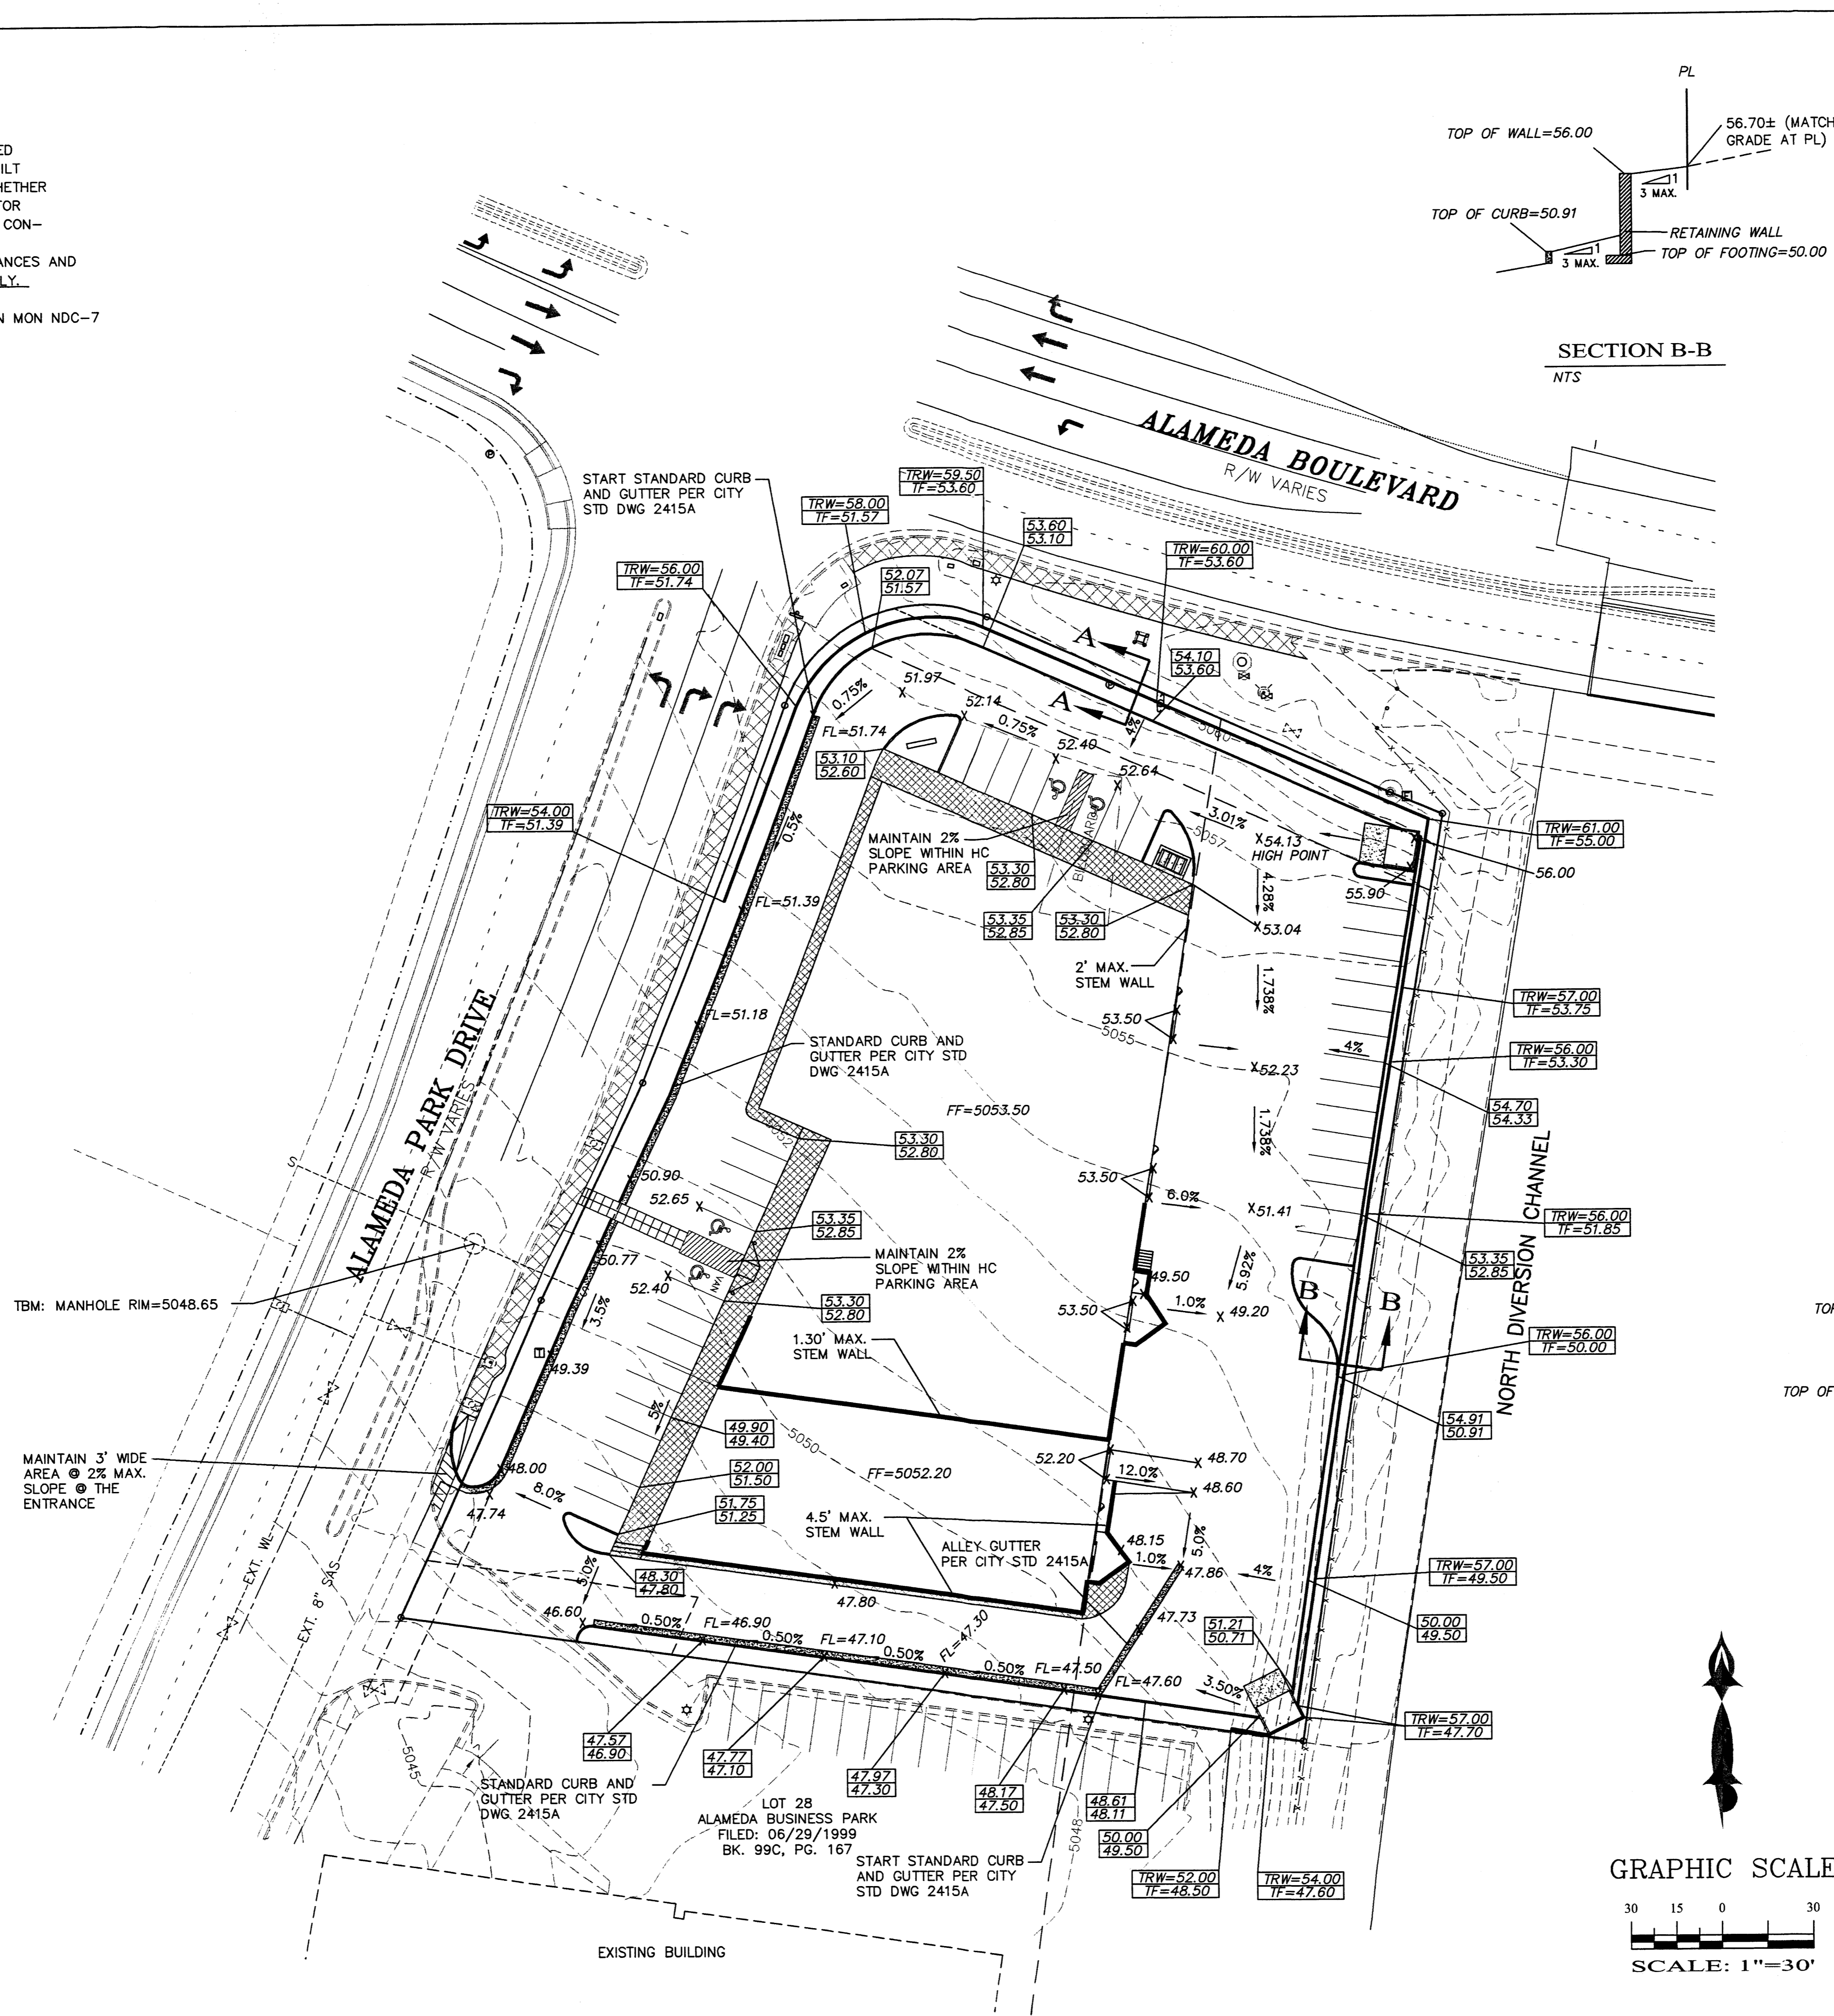 ED
ILT
HETHER
TOR
CON-
ANCES AND
LY.
N MON NDC-7
PL
TOP OF WALL=56.00
56.70± (MATCH
GRADE AT PL)
1
3 MAX.
TOP OF CURB=50.91
RETAINING WALL
1
3 MAX.
TOP OF FOOTING=50.00
SECTION B-B
NTS
ALAMEDA BOULEVARD
R/W VARIES
START STANDARD CURB
AND GUTTER PER CITY
STD DWG 2415A
TRW=59.50
TF=53.60
TRW=58.00
TF=51.57
53.60
53.10
TRW=60.00
TF=53.60
TRW=56.00
TF=51.74
52.07
51.57
A
A
54.10
53.60
51.97
0.75%
52.14
0.75%
4%
5060
FL=51.74
52.40
52.64
53.10
52.60
TRW=54.00
TF=51.39
0.5%
MAINTAIN 2%
SLOPE WITHIN HC
PARKING AREA
53.30
52.80
3.01%
5057
54.13
HIGH POINT
TRW=61.00
TF=55.00
56.00
55.90
4.28%
FL=51.39
53.35
52.85
53.30
52.80
53.04
2' MAX.
STEM WALL
1.738%
TRW=57.00
TF=53.75
FL=51.18
53.50
5055
STANDARD CURB AND
GUTTER PER CITY STD
DWG 2415A
4%
TRW=56.00
TF=53.30
52.23
ALAMEDA PARK DRIVE
R/W VARIES
FF=5053.50
54.70
54.33
1.738%
53.30
52.80
S
50.90
52.65
53.50
6.0%
51.41
TRW=56.00
TF=51.85
53.35
52.85
MAINTAIN 2%
SLOPE WITHIN HC
PARKING AREA
53.35
52.85
NORTH DIVERSION CHANNEL
50.77
52.40
VAN
5.92%
49.50
B
B
TBM: MANHOLE RIM=5048.65
53.30
52.80
53.50
1.0%
49.20
TOP
3.5%
1.30' MAX.
STEM WALL
TRW=56.00
TF=50.00
49.39
TOP OF
5%
49.90
49.40
5050
54.91
50.91
MAINTAIN 3' WIDE
AREA @ 2% MAX.
SLOPE @ THE
ENTRANCE
48.00
52.00
51.50
FF=5052.20
52.20
12.0%
48.70
48.60
8.0%
47.74
51.75
51.25
4.5' MAX.
STEM WALL
ALLEY GUTTER
PER CITY STD 2415A
48.15
1.0%
5.0%
47.86
4%
TRW=57.00
TF=49.50
EXT. WL
EXT. 8" SAS
5.0%
48.30
47.80
47.80
46.60
0.50%
FL=46.90
0.50%
FL=47.10
0.50%
FL=47.30
0.50%
FL=47.50
47.73
51.21
50.71
50.00
49.50
FL=47.60
3.50%
TRW=57.00
TF=47.70
47.57
46.90
47.77
47.10
47.97
47.30
48.17
47.50
48.61
48.11
50.00
49.50
5045
STANDARD CURB AND
GUTTER PER CITY STD
DWG 2415A
LOT 28
ALAMEDA BUSINESS PARK
FILED: 06/29/1999
BK. 99C, PG. 167
5048
START STANDARD CURB
AND GUTTER PER CITY
STD DWG 2415A
TRW=52.00
TF=48.50
TRW=54.00
TF=47.60
EXISTING BUILDING
GRAPHIC SCALE
30 15 0 30
SCALE: 1"=30'